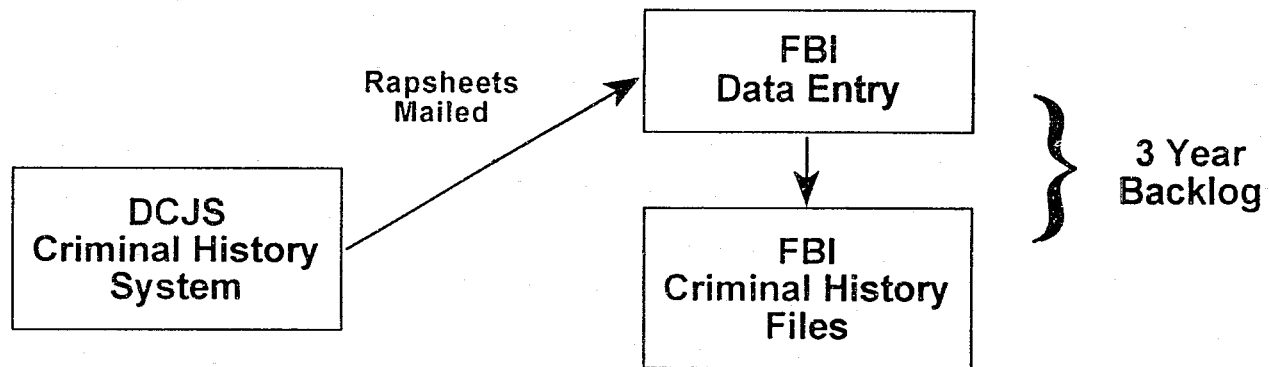 DCJS
Criminal History
System
Rapsheets
Mailed
FBI
Data Entry
FBI
Criminal History
Files
3 Year
Backlog